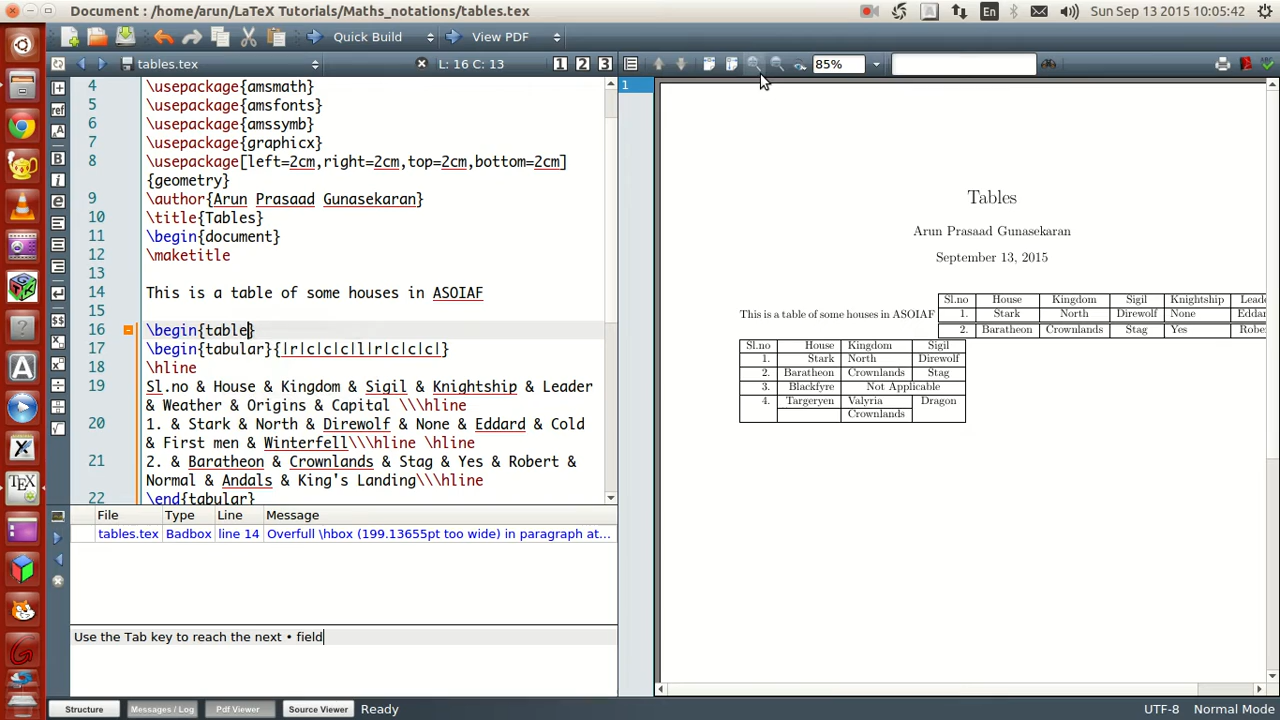 Document : /home/arun/LaTeX Tutorials/Maths_notations/tables.tex
En
Sun Sep 13 2015 10:05:42
Quick Build
View PDF
tables.tex
L: 16 C: 13
1 2 3
85%
4 \usepackage{amsmath}
5 \usepackage{amsfonts}
6 \usepackage{amssymb}
7 \usepackage{graphicx}
8 \usepackage[left=2cm,right=2cm,top=2cm,bottom=2cm]
{geometry}
9 \author{Arun Prasaad Gunasekaran}
10 \title{Tables}
11 \begin{document}
12 \maketitle
13
14 This is a table of some houses in ASOIAF
15
16 \begin{table}
17 \begin{tabular}{|r|c|c|c|l|r|c|c|c|}
18 \hline
19 Sl.no & House & Kingdom & Sigil & Knightship & Leader
& Weather & Origins & Capital \\\hline
20 1. & Stark & North & Direwolf & None & Eddard & Cold
& First men & Winterfell\\\hline \hline
21 2. & Baratheon & Crownlands & Stag & Yes & Robert &
Normal & Andals & King's Landing\\\hline
22 \end{tabular}
File Type Line Message
tables.tex Badbox line 14 Overfull \hbox (199.13655pt too wide) in paragraph at...
Use the Tab key to reach the next • field
Structure Messages / Log Pdf Viewer Source Viewer Ready
UTF-8 Normal Mode
1
Tables
Arun Prasaad Gunasekaran
September 13, 2015
Sl.no House Kingdom Sigil Knightship Leade
This is a table of some houses in ASOIAF 1. Stark North Direwolf None Eddar
2. Baratheon Crownlands Stag Yes Rober
Sl.no House Kingdom Sigil
1. Stark North Direwolf
2. Baratheon Crownlands Stag
3. Blackfyre Not Applicable
4. Targeryen Valyria Dragon
Crownlands